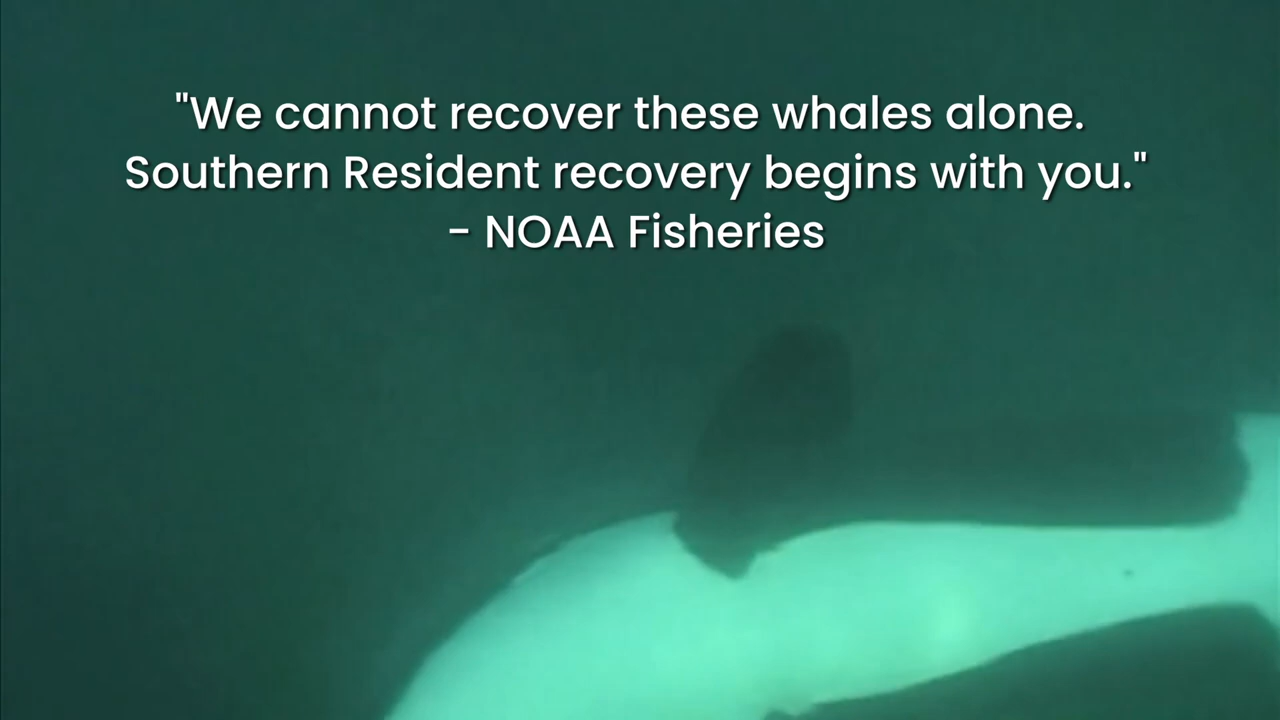 "We cannot recover these whales alone.
Southern Resident recovery begins with you."
- NOAA Fisheries